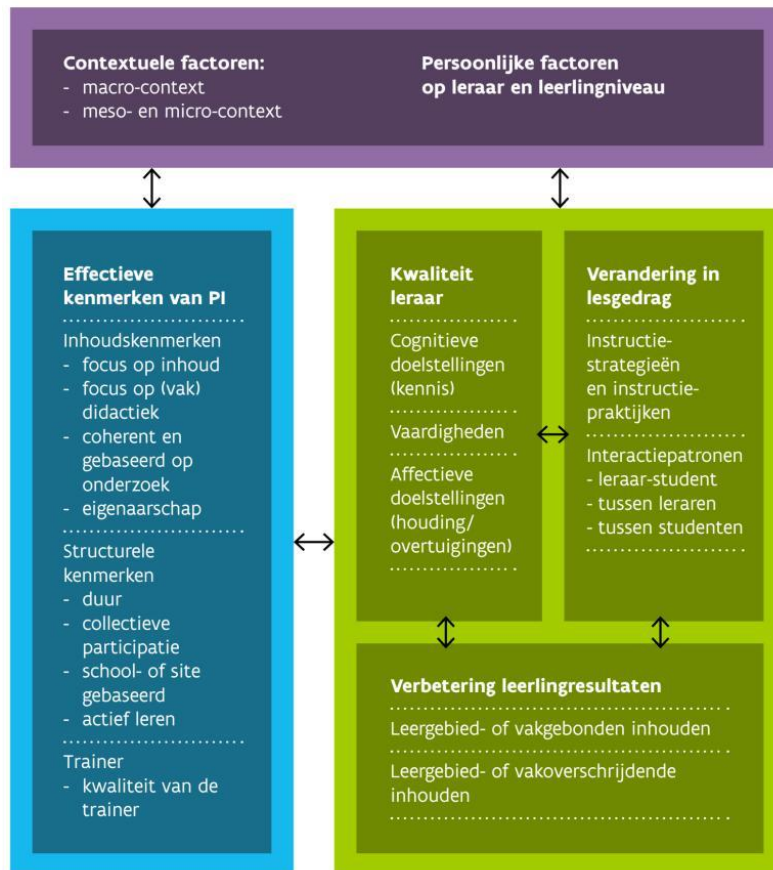 Contextuele factoren:
- macro-context
- meso- en micro-context
Persoonlijke factoren
op leraar en leerlingniveau
Effectieve
kenmerken van PI
Inhoudskenmerken
- focus op inhoud
- focus op (vak)
didactiek
- coherent en
gebaseerd op
onderzoek
- eigenaarschap
Structurele
kenmerken
- duur
- collectieve
participatie
- school- of site
gebaseerd
- actief leren
Trainer
- kwaliteit van de
trainer
Kwaliteit
leraar
Cognitieve
doelstellingen
(kennis)
Vaardigheden
Affectieve
doelstellingen
(houding/
overtuigingen)
Verandering in
lesgedrag
Instructie-
strategieën
en instructie-
praktijken
Interactiepatronen
- leraar-student
- tussen leraren
- tussen studenten
Verbetering leerlingresultaten
Leergebied- of vakgebonden inhouden
Leergebied- of vakoverschrijdende
inhouden